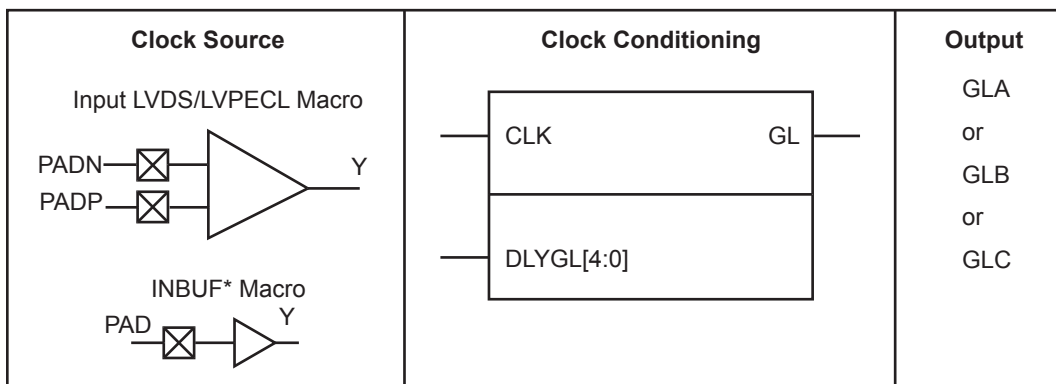 Clock Source
Input LVDS/LVPECL Macro
PADN
PADP
Y
INBUF* Macro
PAD
Y
Clock Conditioning
CLK
GL
DLYGL[4:0]
Output
GLA
or
GLB
or
GLC